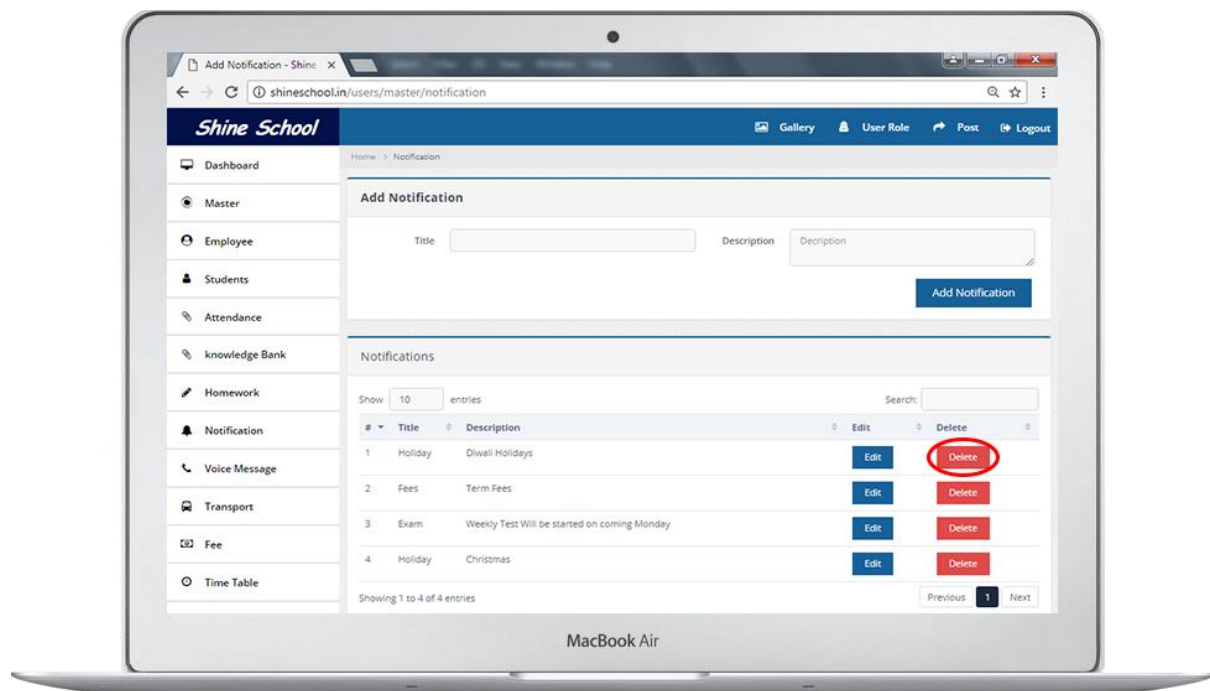 Add Notification - Shine
shineschool.in/users/master/notification
Shine School
Gallery User Role Post Logout
Dashboard
Master
Employee
Students
Attendance
knowledge Bank
Homework
Notification
Voice Message
Transport
Fee
Time Table
Home > Notification
Add Notification
Title Description Decription
Add Notification
Notifications
Show 10 entries Search:
# Title Description Edit Delete
1 Holiday Diwali Holidays Edit Delete
2 Fees Term Fees Edit Delete
3 Exam Weekly Test Will be started on coming Monday Edit Delete
4 Holiday Christmas Edit Delete
Showing 1 to 4 of 4 entries Previous 1 Next
MacBook Air